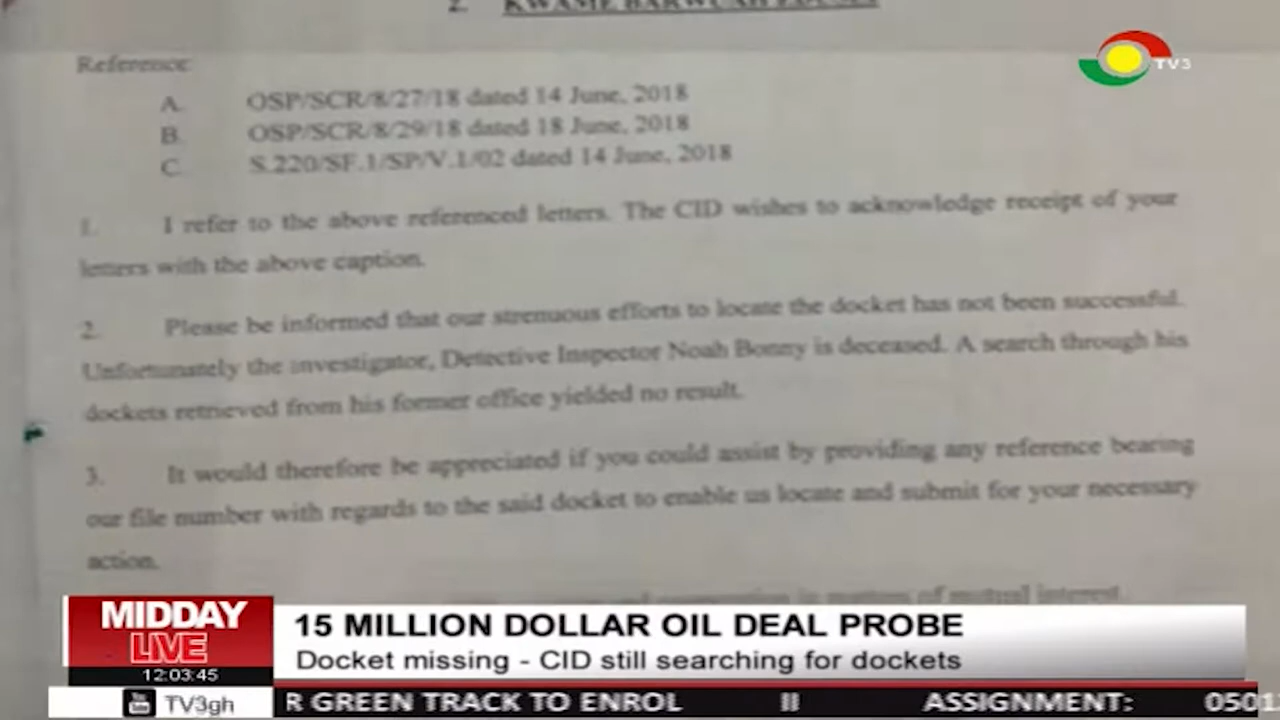 2. KWAME BARWUAH
TV3
Reference
A. OSP/SCR/8/27/18 dated 14 June, 2018
B. OSP/SCR/8/29/18 dated 18 June, 2018
C. S.220/SF.1/SP/V.1/02 dated 14 June, 2018
1. I refer to the above referenced letters. The CID wishes to acknowledge receipt of your
letters with the above caption.
2. Please be informed that our strenuous efforts to locate the docket has not been successful.
Unfortunately the investigator, Detective Inspector Noah Bonny is deceased. A search through his
dockets retrieved from his former office yielded no result.
3. It would therefore be appreciated if you could assist by providing any reference bearing
our file number with regards to the said docket to enable us locate and submit for your necessary
action.
in matters of mutual interest.
MIDDAY
LIVE
12:03:45
15 MILLION DOLLAR OIL DEAL PROBE
Docket missing - CID still searching for dockets
You Tube TV3gh
R GREEN TRACK TO ENROL II ASSIGNMENT: 0501